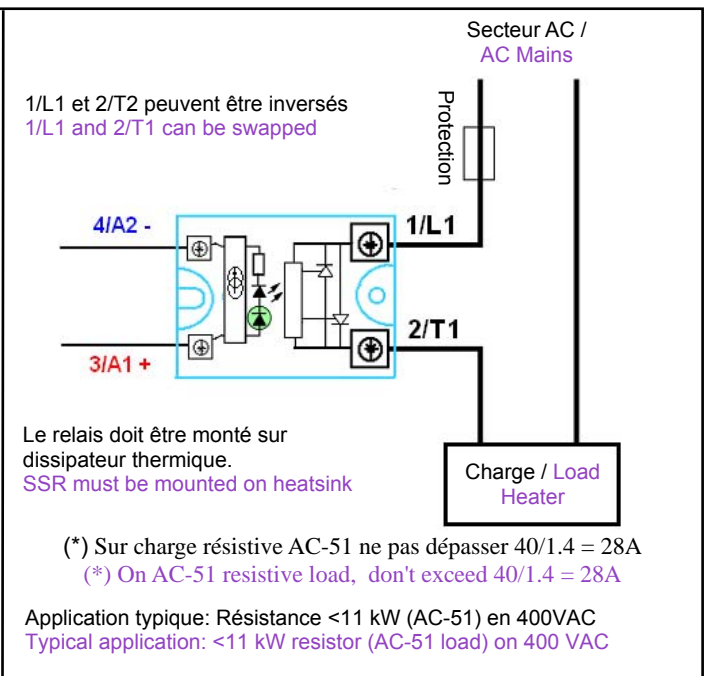 Secteur AC /
AC Mains
1/L1 et 2/T2 peuvent être inversés
1/L1 and 2/T1 can be swapped
Protection
4/A2 -
1/L1
2/T1
3/A1 +
Le relais doit être monté sur
dissipateur thermique.
SSR must be mounted on heatsink
Charge / Load
Heater
(*) Sur charge résistive AC-51 ne pas dépasser 40/1.4 = 28A
(*) On AC-51 resistive load, don't exceed 40/1.4 = 28A
Application typique: Résistance <11 kW (AC-51) en 400VAC
Typical application: <11 kW resistor (AC-51 load) on 400 VAC